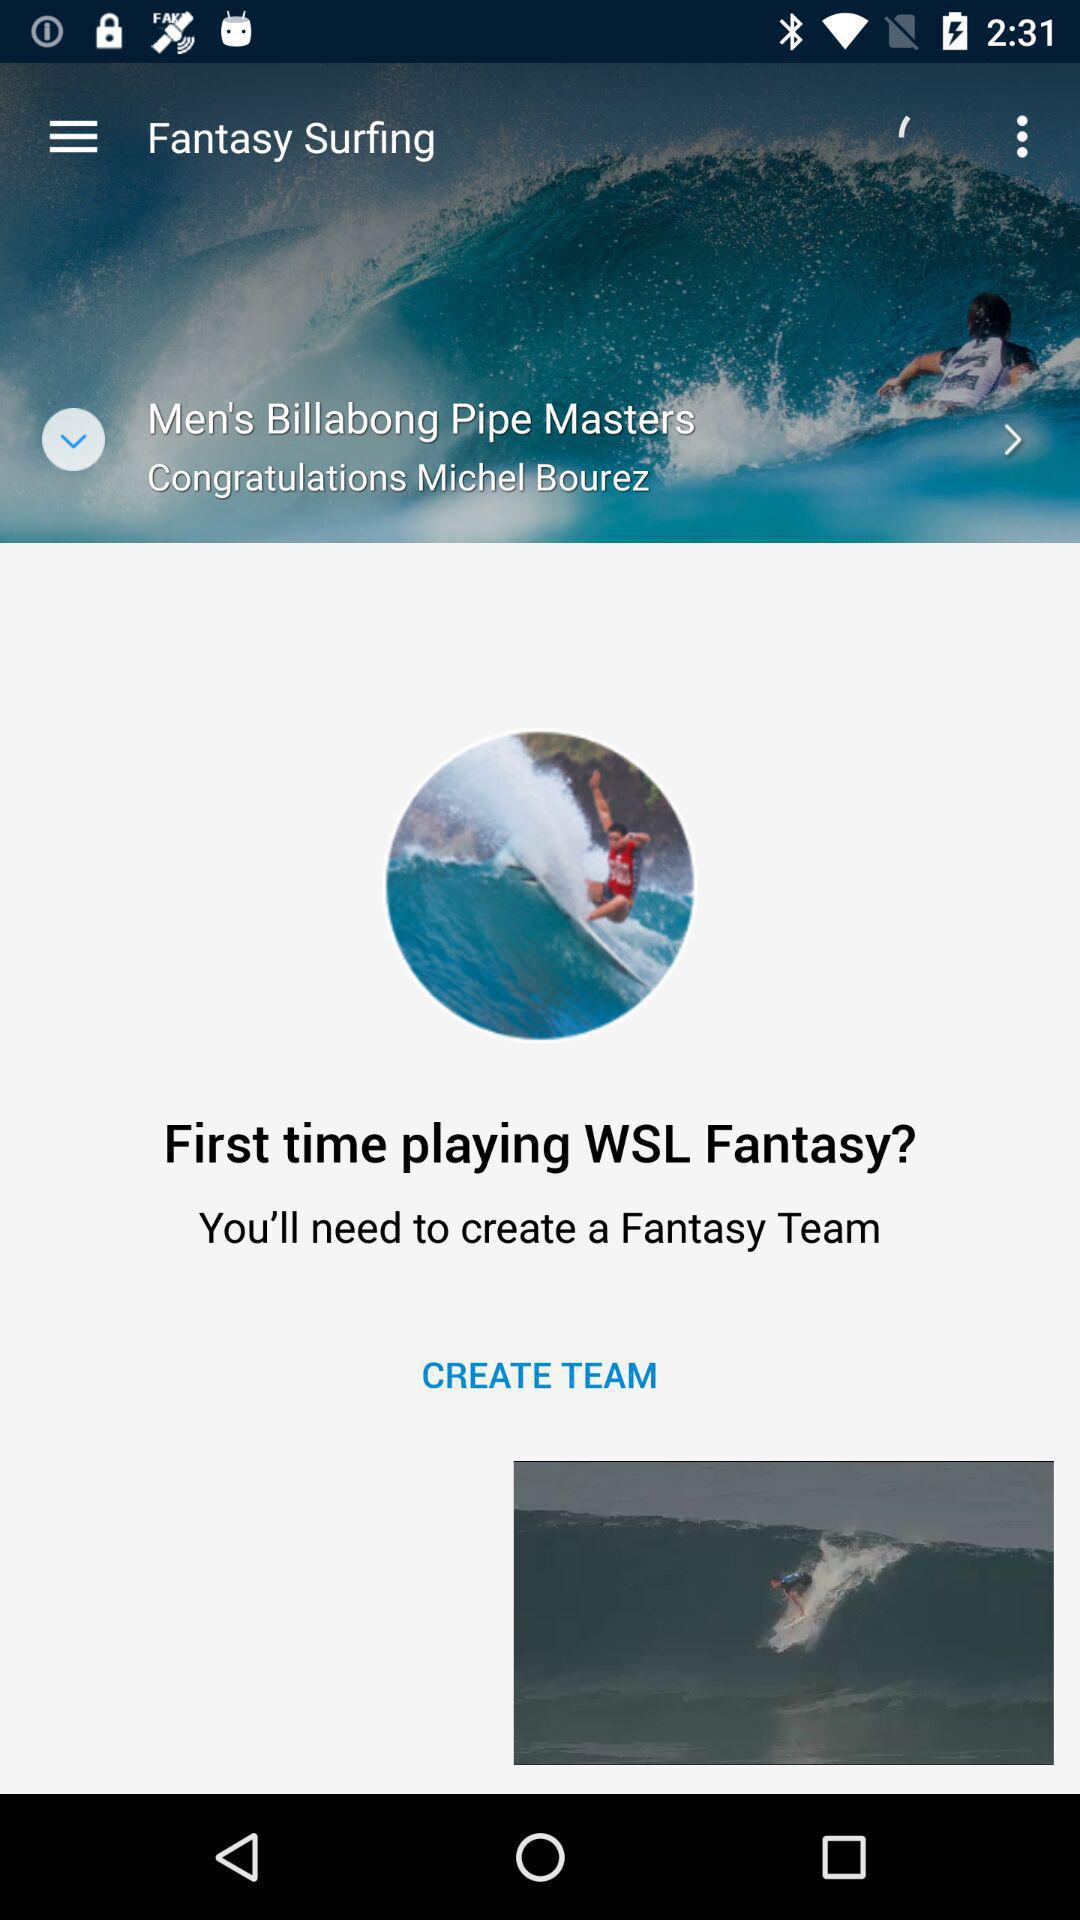 FAKE
2:31
Fantasy Surfing
Men's Billabong Pipe Masters
Congratulations Michel Bourez
First time playing WSL Fantasy?
You’ll need to create a Fantasy Team
CREATE TEAM